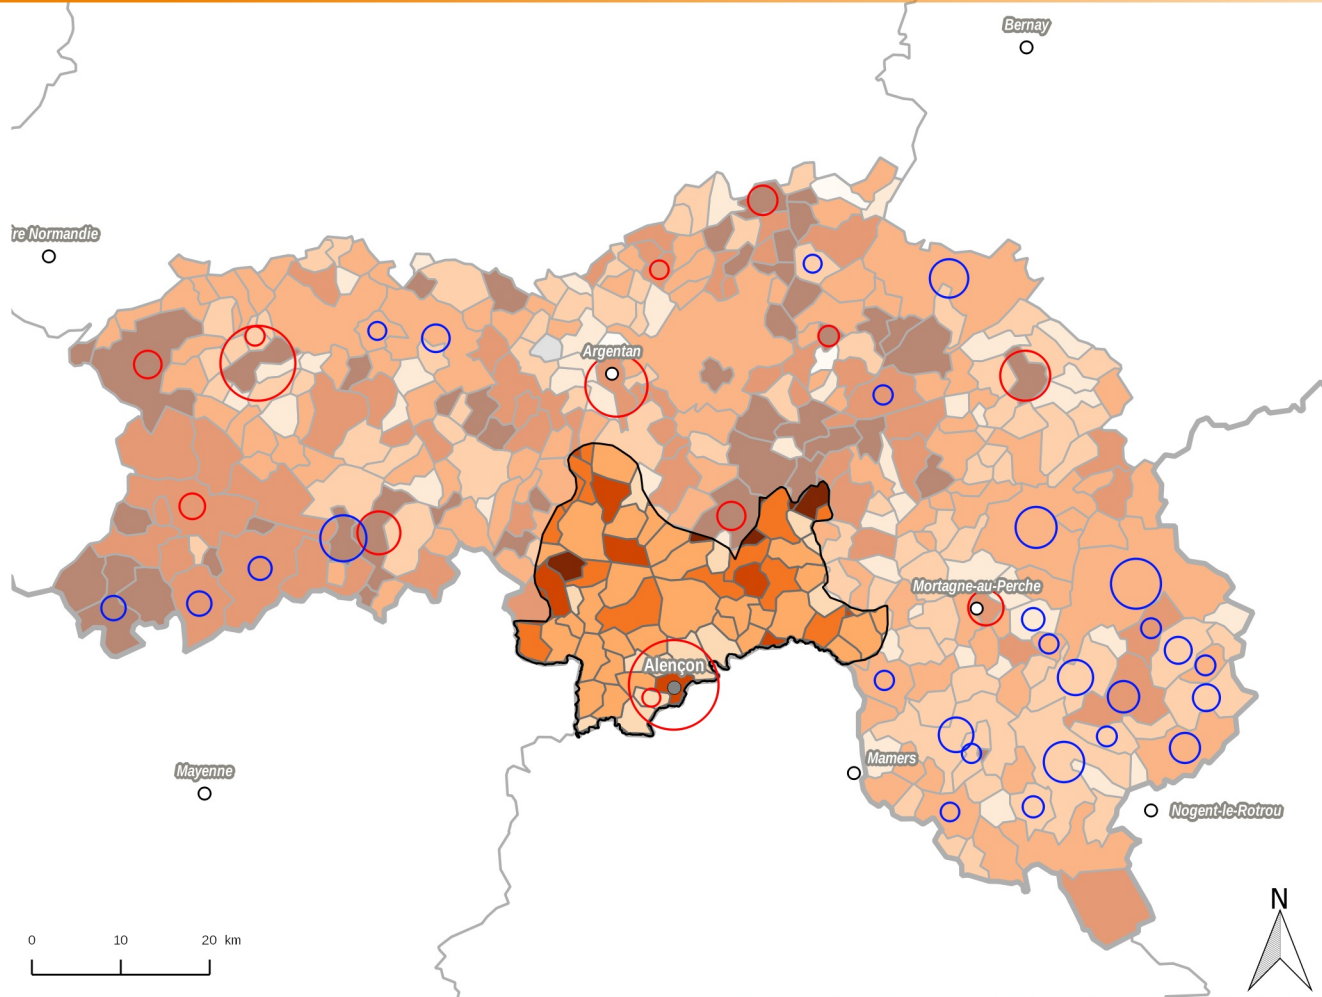 Bernay
re Normandie
Argentan
Mortagne-au-Perche
Alençon
Mamers
Mayenne
Nogent-le-Rotrou
N
0 10 20 km